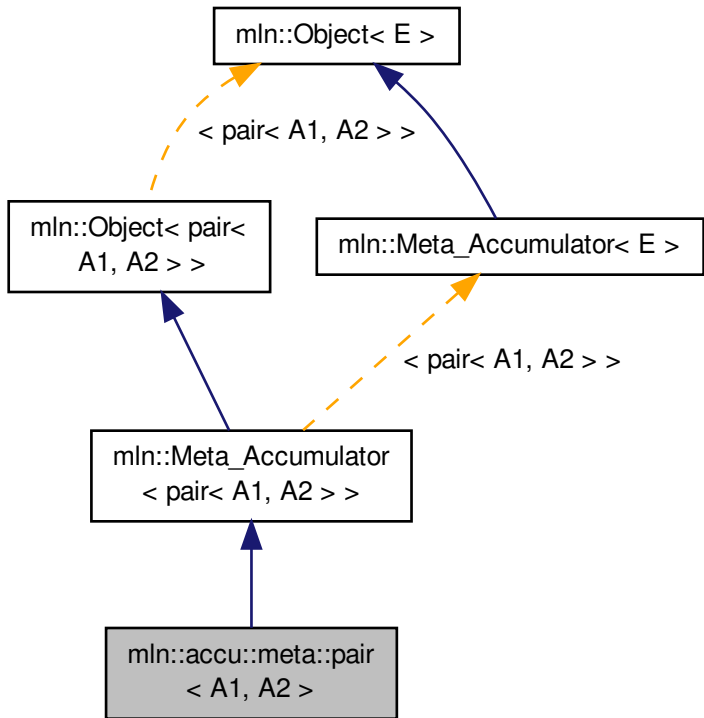 mln::Object< E >
< pair< A1, A2 > >
mln::Object< pair<
A1, A2 > >
mln::Meta_Accumulator< E >
< pair< A1, A2 > >
mln::Meta_Accumulator
< pair< A1, A2 > >
mln::accu::meta::pair
< A1, A2 >